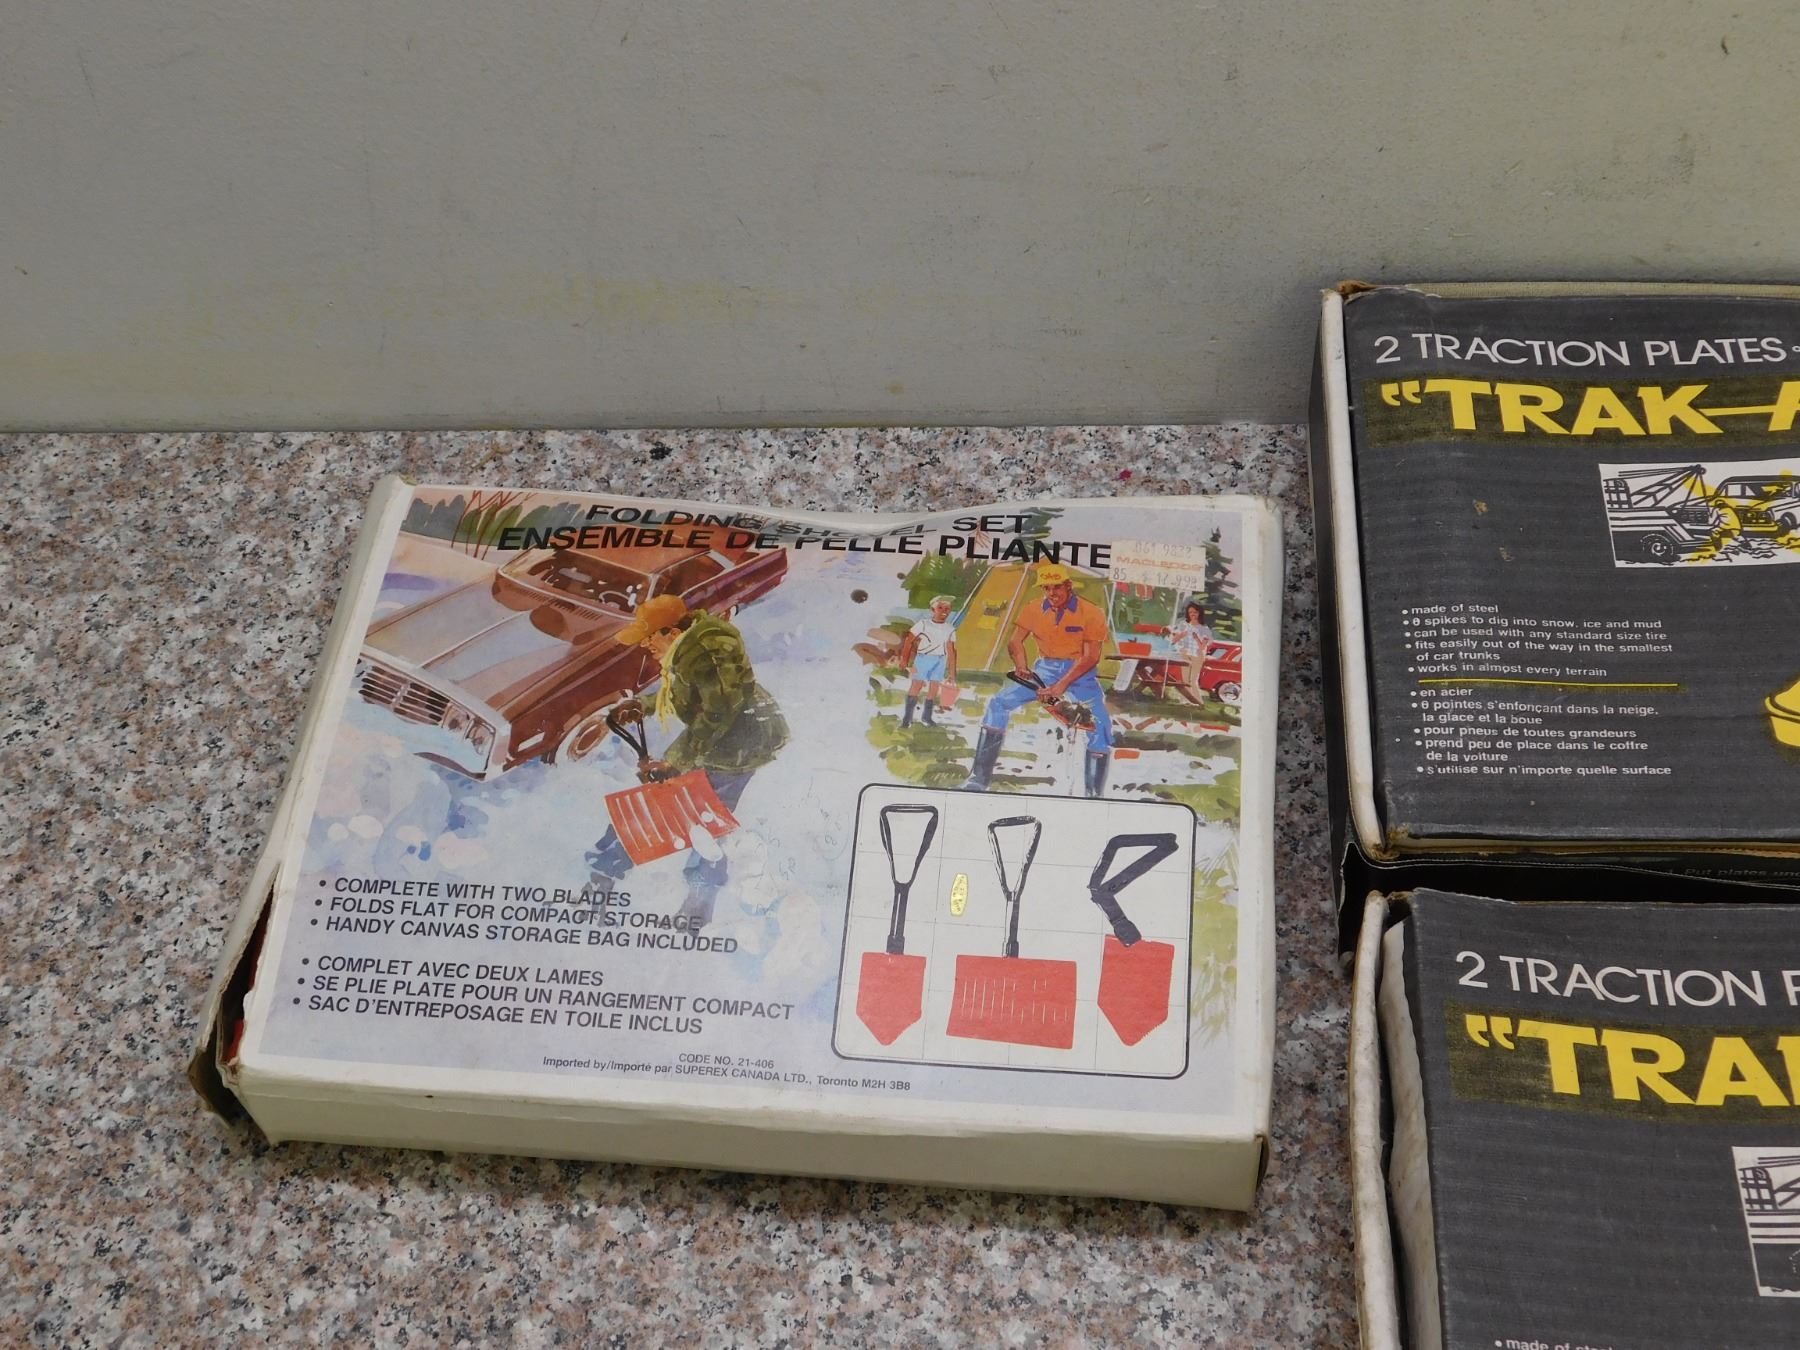 FOLDING SHOVEL SET
ENSEMBLE DE PELLE PLIANTE
MACLEODS
• COMPLETE WITH TWO BLADES
• FOLDS FLAT FOR COMPACT STORAGE
• HANDY CANVAS STORAGE BAG INCLUDED
• COMPLET AVEC DEUX LAMES
• SE PLIE PLATE POUR UN RANGEMENT COMPACT
• SAC D'ENTREPOSAGE EN TOILE INCLUS
CODE NO. 21-406
Imported by/Importé par SUPEREX CANADA LTD., Toronto M2H 3B8
2 TRACTION PLATES
"TRAK-A
• made of steel
• 8 spikes to dig into snow, ice and mud
• can be used with any standard size tire
• fits easily out of the way in the smallest
of car trunks
• works in almost every terrain
• en acier
• 8 pointes s'enfonçant dans la neige,
la glace et la boue
• pour pneus de toutes grandeurs
• prend peu de place dans le coffre
de la voiture
• s'utilise sur n'importe quelle surface
Put plates und
2 TRACTION P
"TRA
• made of steel